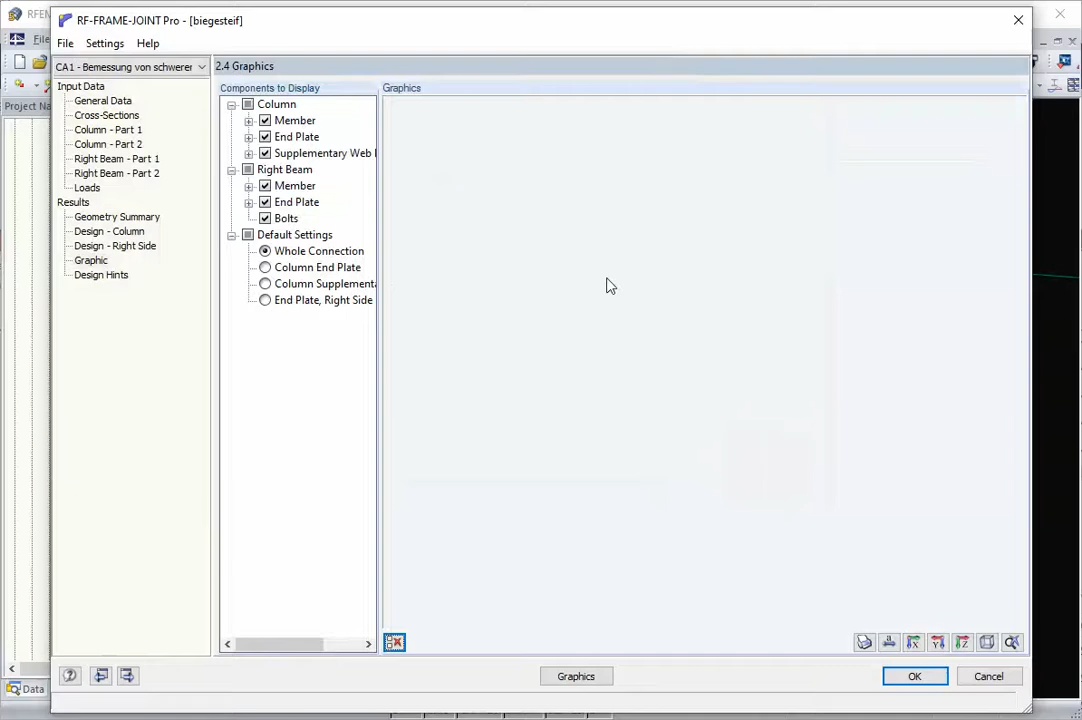 RFEM
RF-FRAME-JOINT Pro - [biegesteif]
File
Settings
Help
File
CA1 - Bemessung von schwerer
2.4 Graphics
Input Data
General Data
Cross-Sections
Column - Part 1
Column - Part 2
Right Beam - Part 1
Right Beam - Part 2
Loads
Results
Geometry Summary
Design - Column
Design - Right Side
Graphic
Design Hints
Components to Display
Column
Member
End Plate
Supplementary Web
Right Beam
Member
End Plate
Bolts
Default Settings
Whole Connection
Column End Plate
Column Supplementa
End Plate, Right Side
Graphics
Project Na
Data
X
Y
Z
Graphics
OK
Cancel